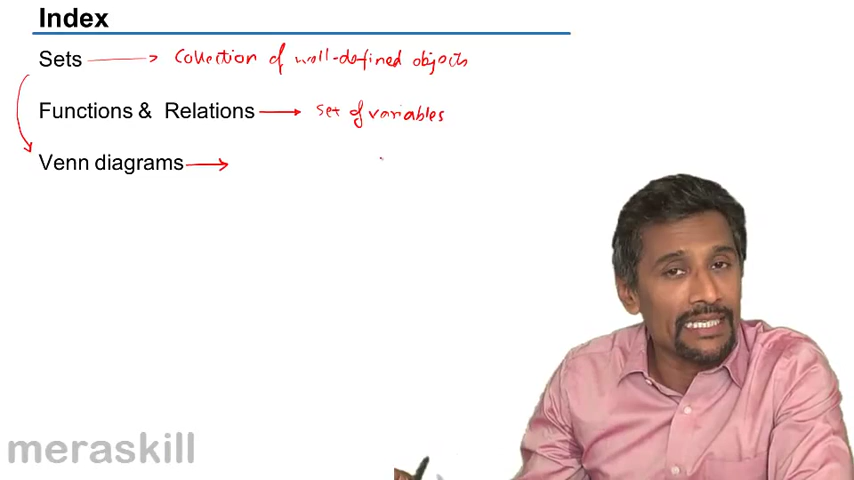 Index
Sets → Collection of well-defined objects
Functions & Relations → Set of variables
Venn diagrams →
meraskill